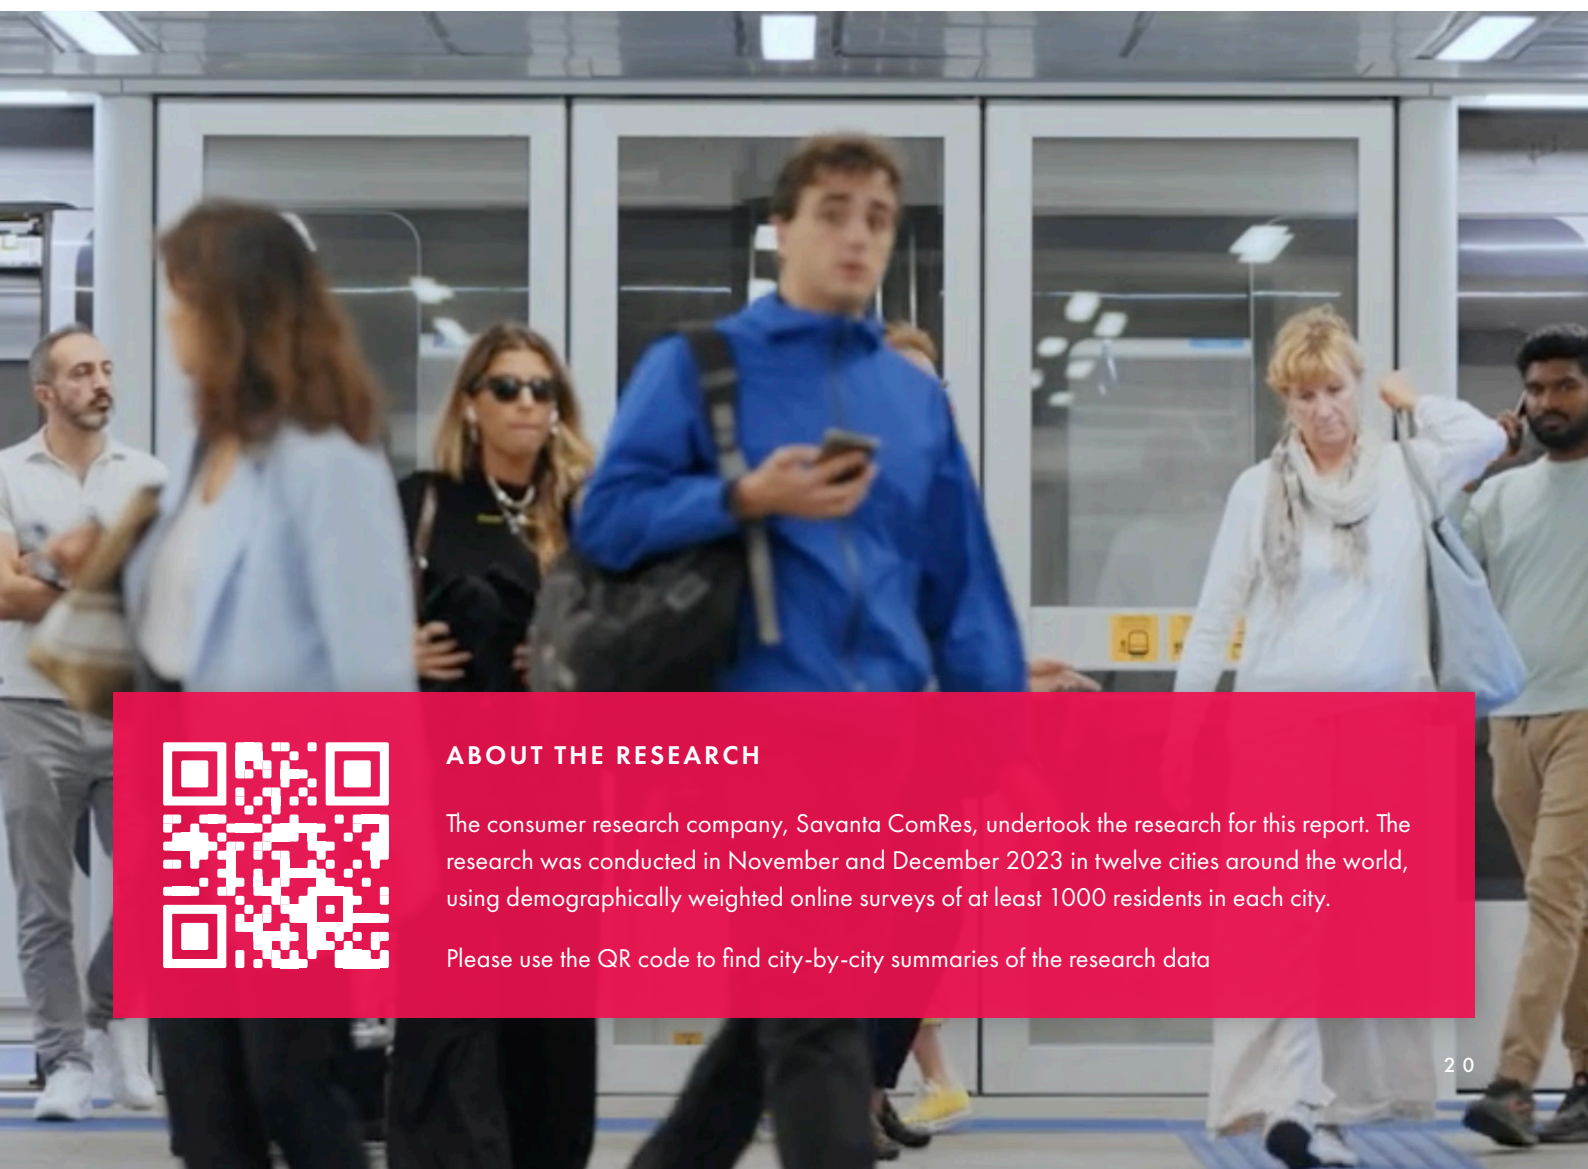 ABOUT THE RESEARCH
The consumer research company, Savanta ComRes, undertook the research for this report. The
research was conducted in November and December 2023 in twelve cities around the world,
using demographically weighted online surveys of at least 1000 residents in each city.
Please use the QR code to find city-by-city summaries of the research data
20